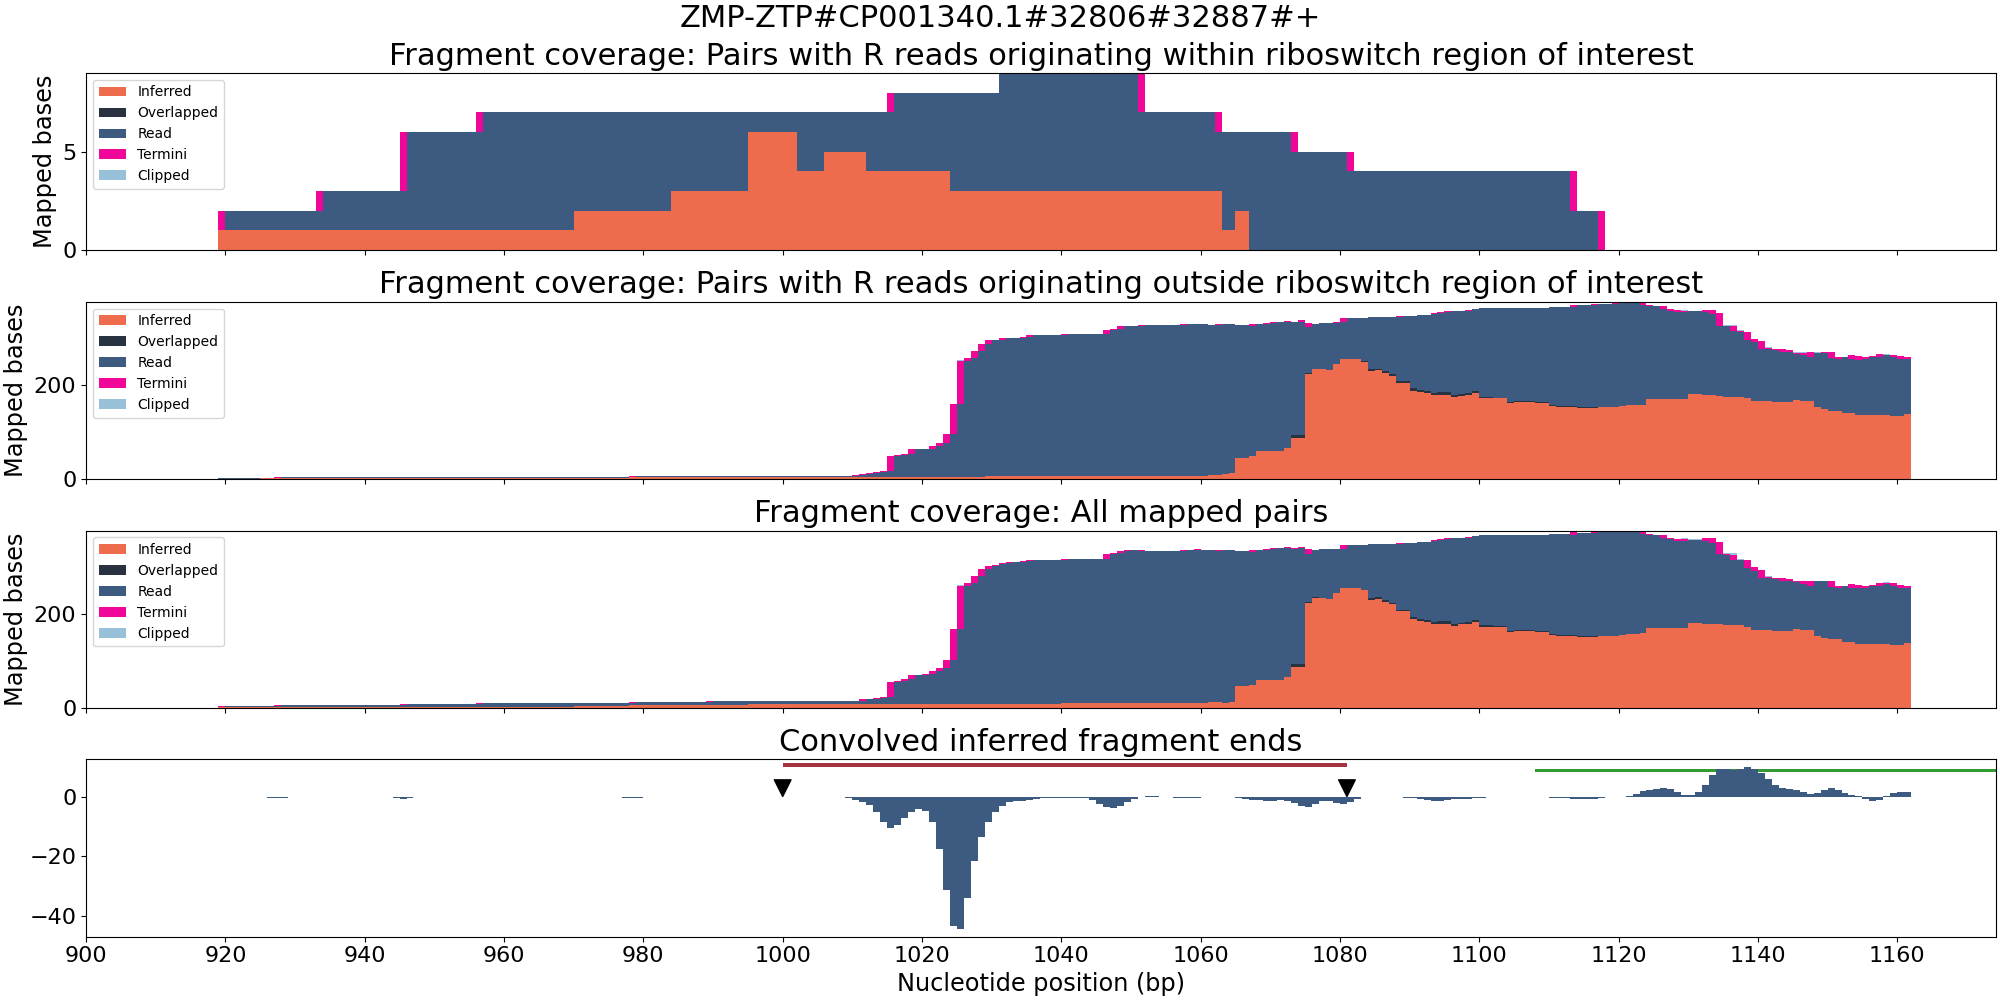 ZMP-ZTP#CP001340.1#32806#32887#+
Fragment coverage: Pairs with R reads originating within riboswitch region of interest
Mapped bases
5
0
Inferred
Overlapped
Read
Termini
Clipped
Fragment coverage: Pairs with R reads originating outside riboswitch region of interest
Mapped bases
200
0
Inferred
Overlapped
Read
Termini
Clipped
Fragment coverage: All mapped pairs
Mapped bases
200
0
Inferred
Overlapped
Read
Termini
Clipped
Convolved inferred fragment ends
0
−20
−40
900 920 940 960 980 1000 1020 1040 1060 1080 1100 1120 1140 1160
Nucleotide position (bp)